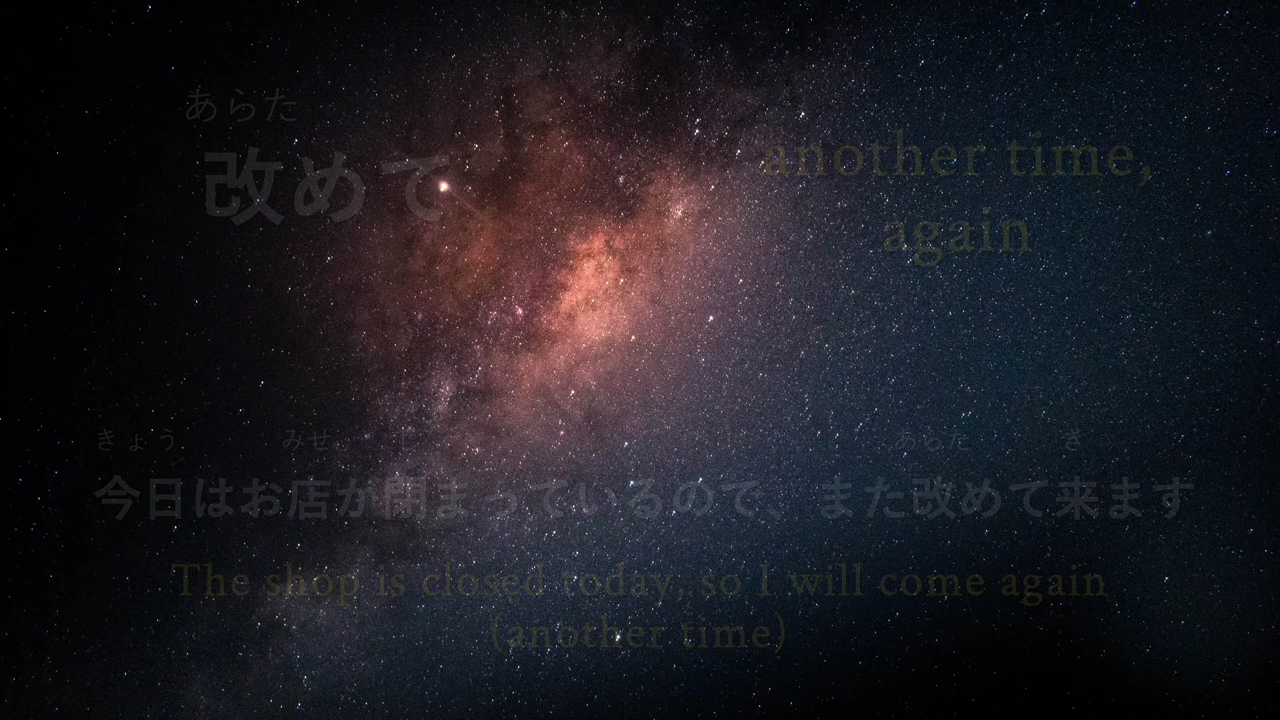 あらた
改めて
another time,
again
きょう みせ し あらた き
今日はお店が閉まっているので、また改めて来ます
The shop is closed today, so I will come again
(another time)